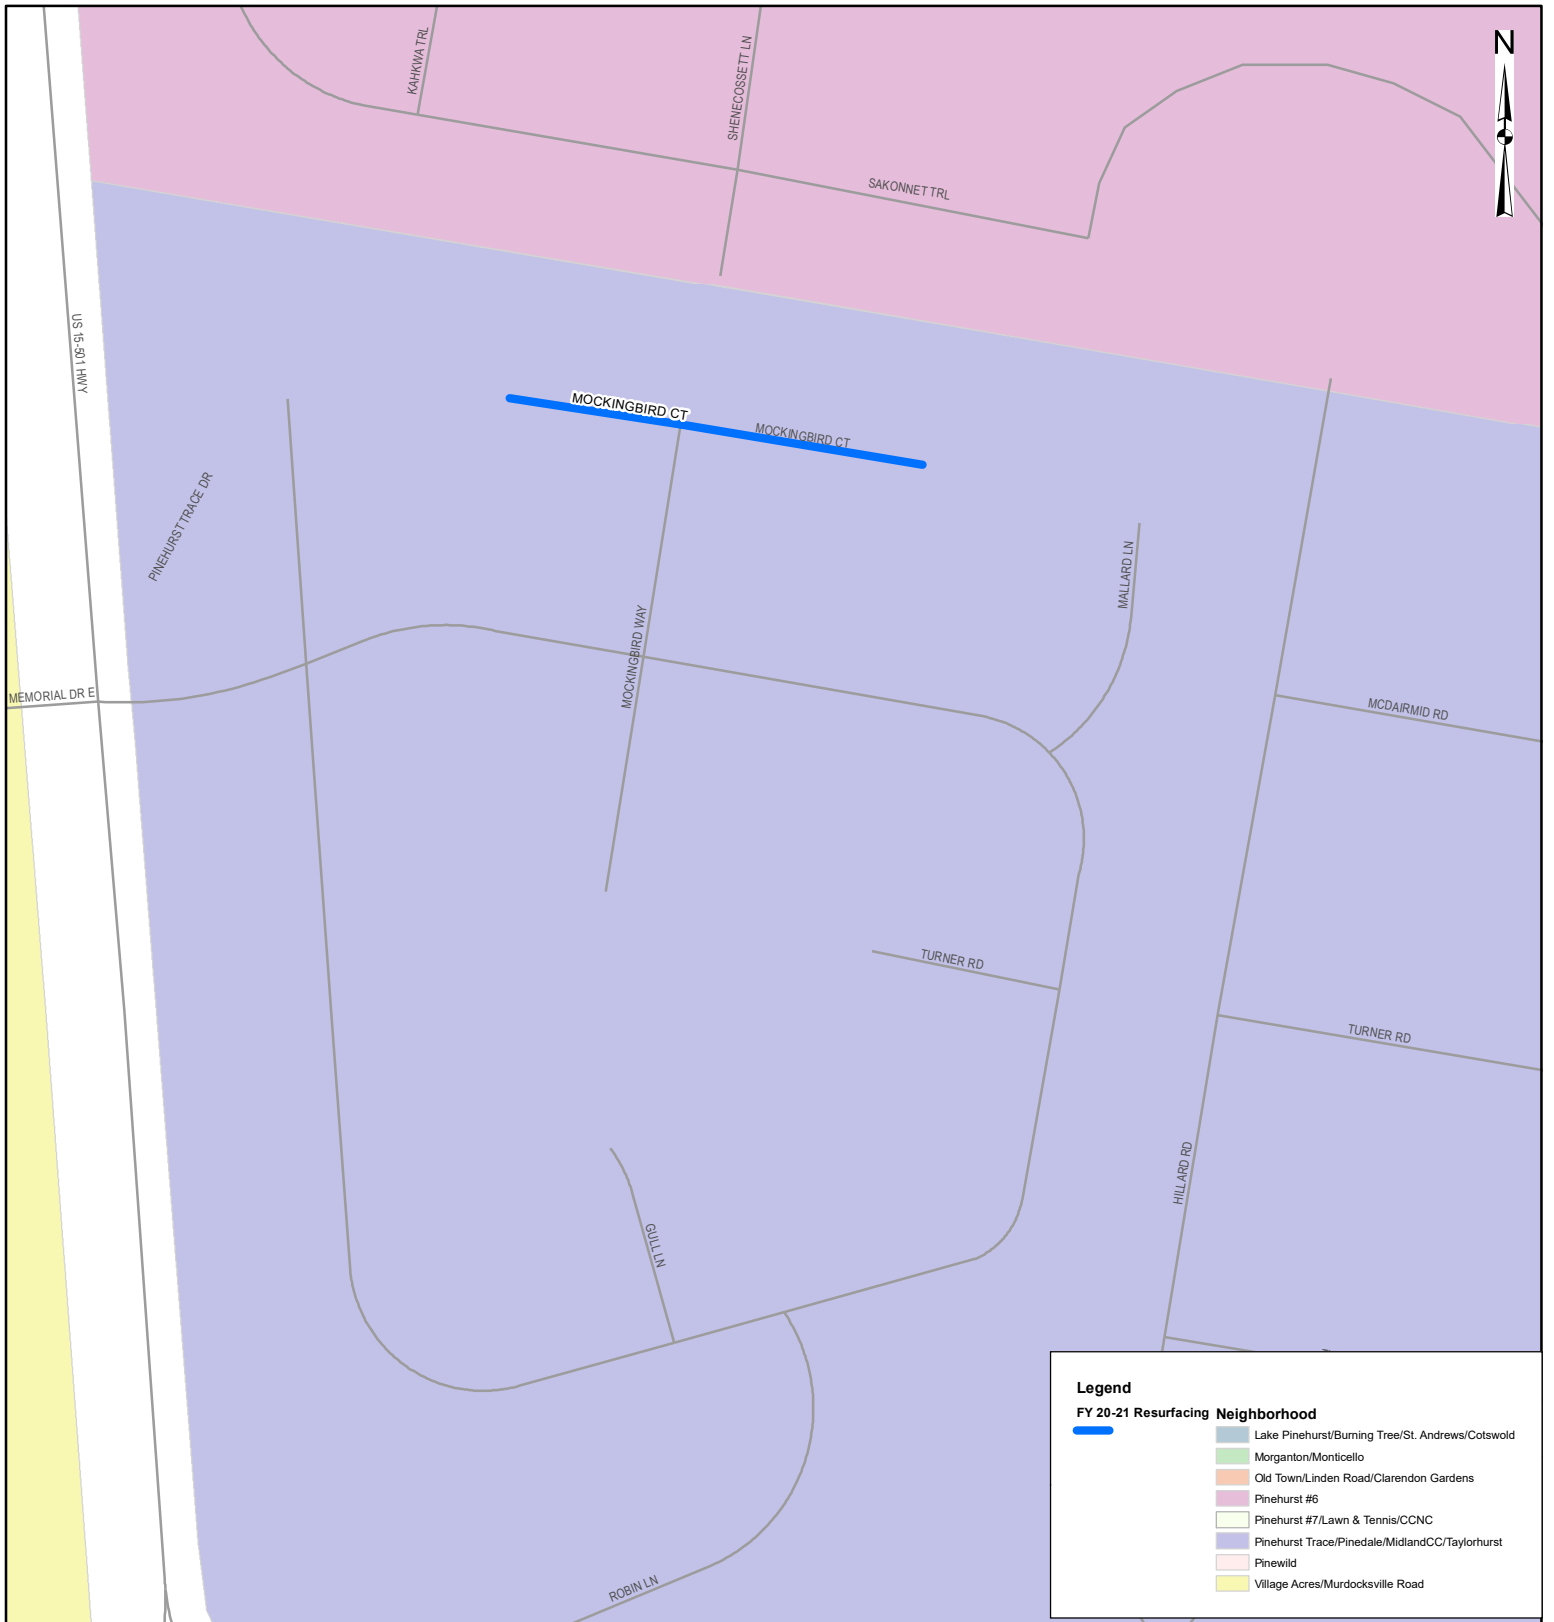 N
KAHKWA TRL
SHENECOSSETT LN
SAKONNET TRL
US 15-501 HWY
MOCKINGBIRD CT
MOCKINGBIRD CT
PINEHURST TRACE DR
MALLARD LN
MOCKINGBIRD WAY
MEMORIAL DR E
MCDAIRMID RD
TURNER RD
TURNER RD
HILLARD RD
GULL LN
ROBIN LN
Legend
FY 20-21 Resurfacing
Neighborhood
Lake Pinehurst/Burning Tree/St. Andrews/Cotswold
Morganton/Monticello
Old Town/Linden Road/Clarendon Gardens
Pinehurst #6
Pinehurst #7/Lawn & Tennis/CCNC
Pinehurst Trace/Pinedale/MidlandCC/Taylorhurst
Pinewild
Village Acres/Murdocksville Road